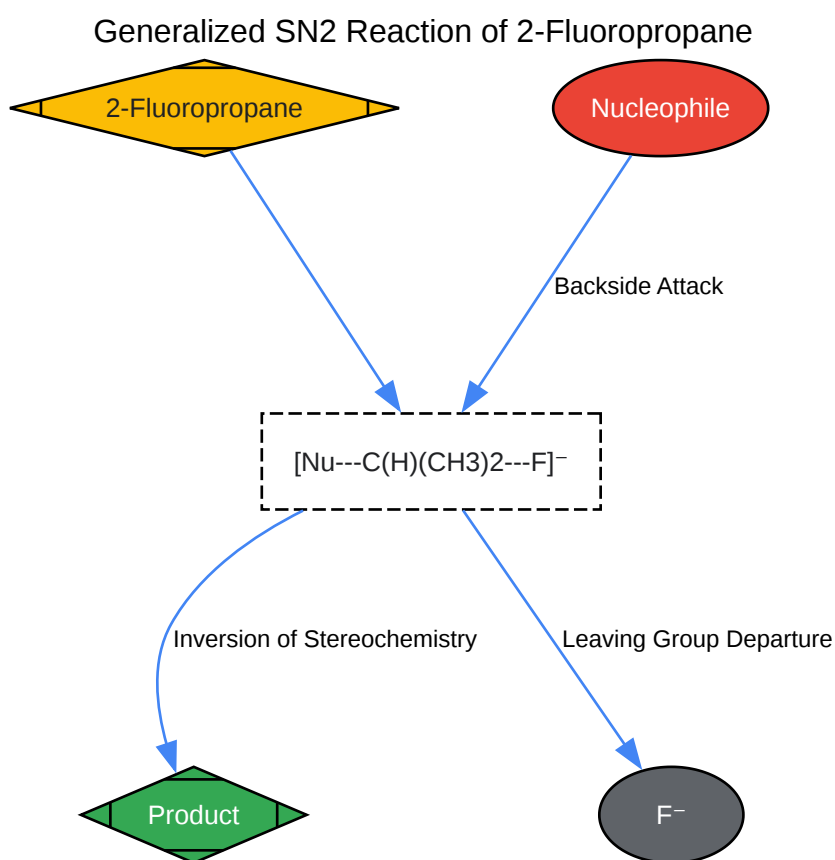 Generalized SN2 Reaction of 2-Fluoropropane
2-Fluoropropane
Nucleophile
Backside Attack
[Nu---C(H)(CH3)2---F]⁻
Inversion of Stereochemistry
Leaving Group Departure
Product
F⁻